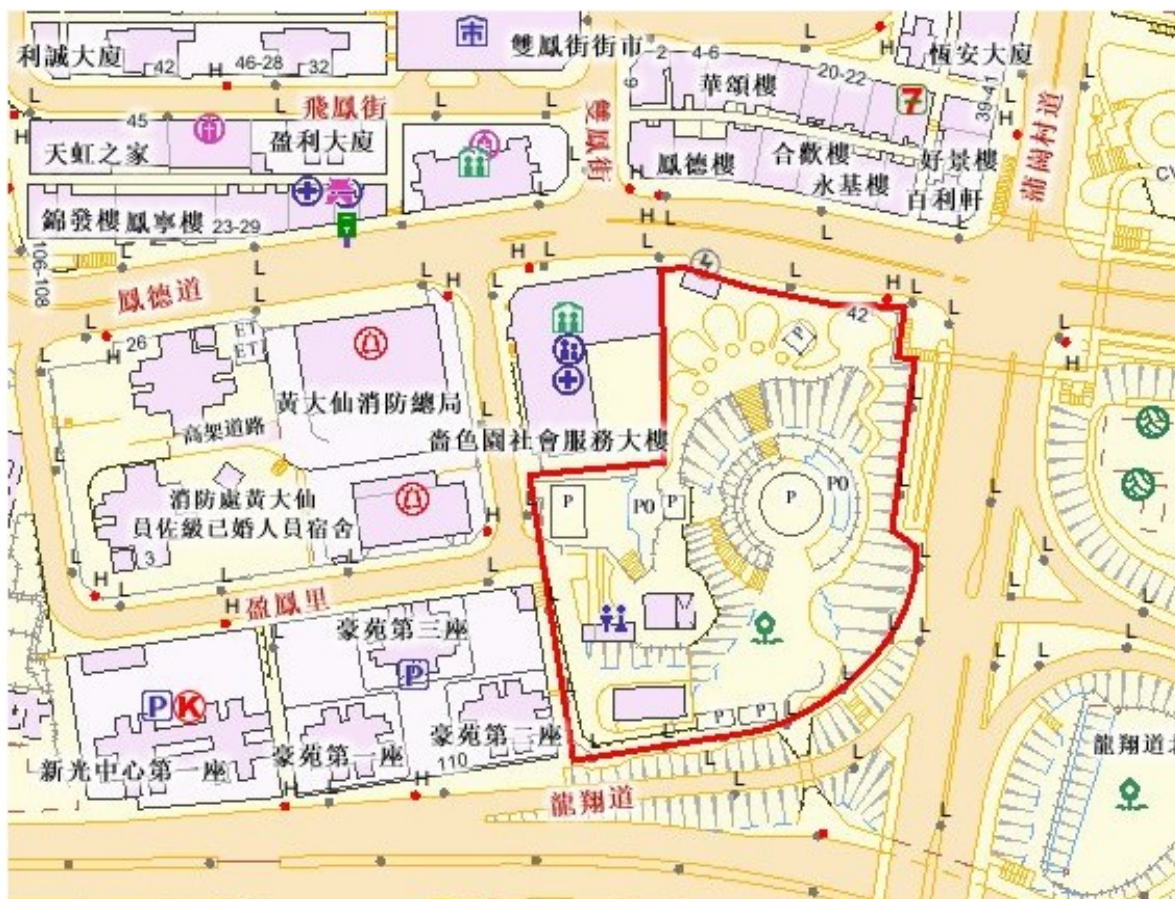 利誠大廈
42
46-28
32
H
L
雙鳳街街市
2
4-6
華頌樓
20-22
7
恆安大廈
39-41
蒲崗村道
飛鳳街
雙鳳街
6
45
天虹之家
盈利大廈
鳳德樓
合歡樓
永基樓
好景樓
百利軒
CV
錦發樓
鳳寧樓
23-29
106-108
鳳德道
26
ET
ET
黃大仙消防總局
高架道路
嗇色園社會服務大樓
42
P
P
PO
P
PO
P
消防處黃大仙
員佐級已婚人員宿舍
3
盈鳳里
豪苑第三座
P
P
K
新光中心第一座
豪苑第一座
豪苑第二座
110
P
P
龍翔道
龍翔道